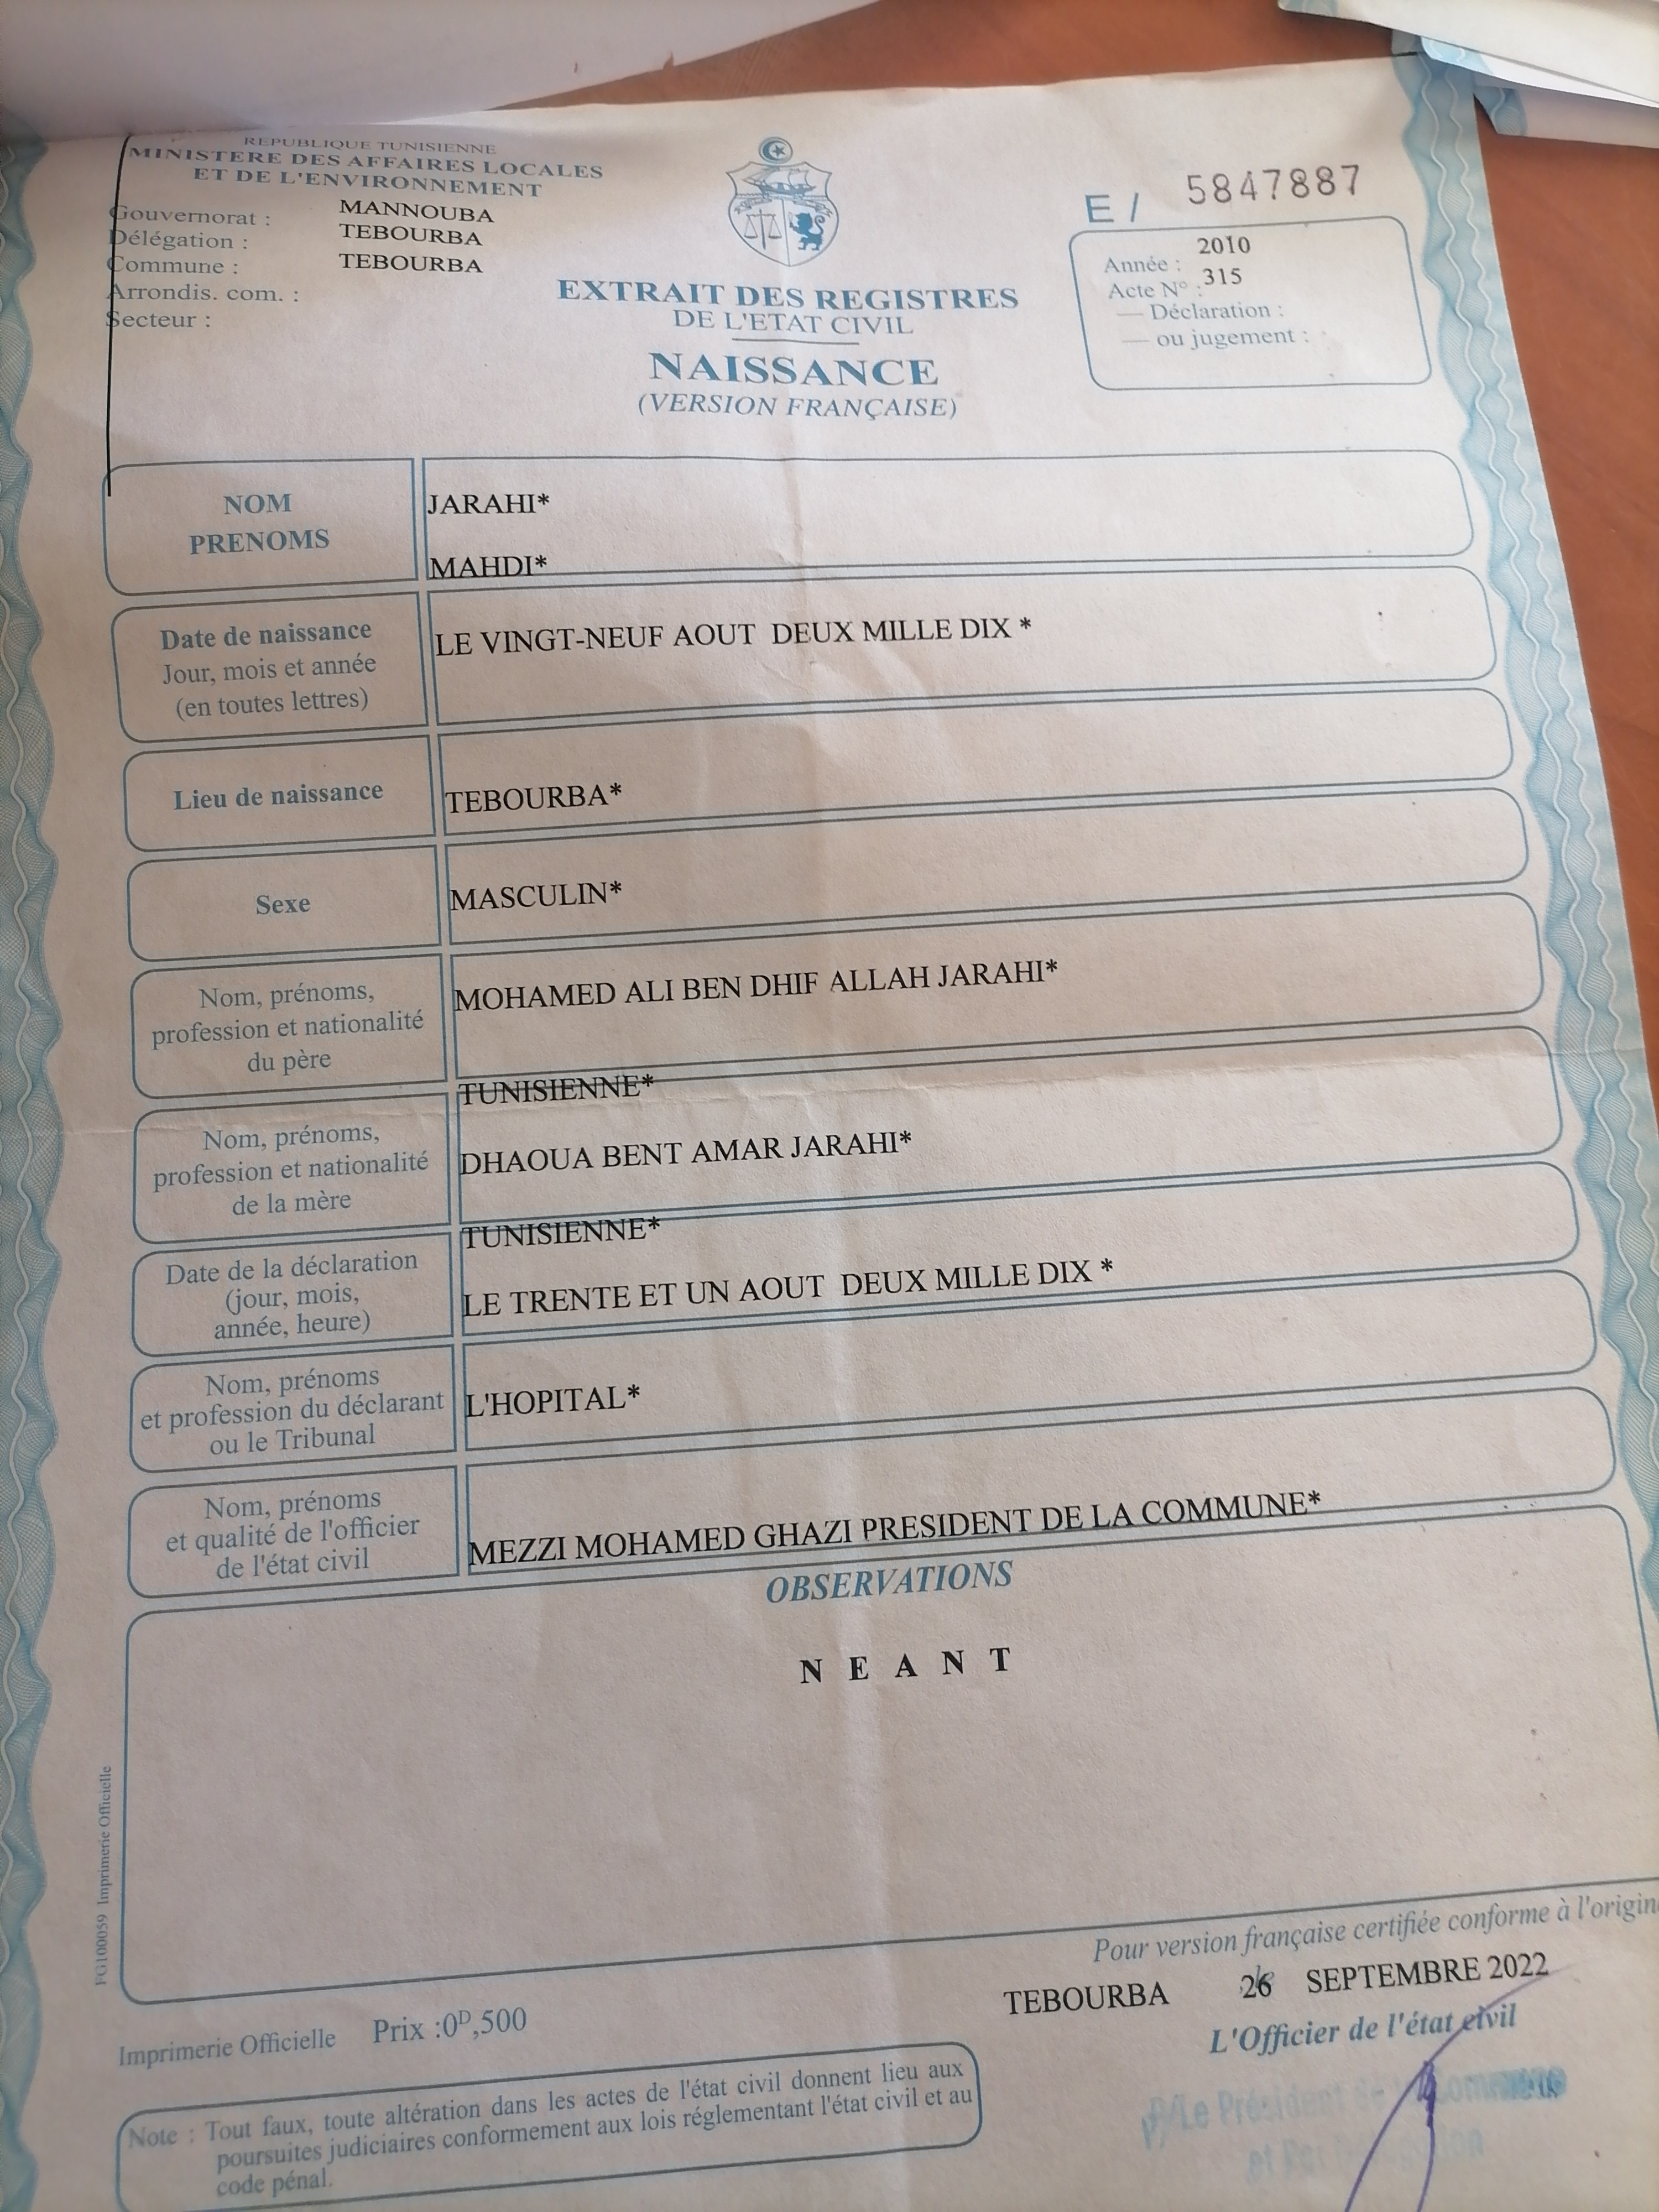 REPUBLIQUE TUNISIENNE
MINISTERE DES AFFAIRES LOCALES
ET DE L'ENVIRONNEMENT
Gouvernorat : MANNOUBA
Délégation : TEBOURBA
Commune : TEBOURBA
Arrondis. com. :
Secteur :
E / 5847887
Année : 2010
Acte N° : 315
— Déclaration :
— ou jugement :
EXTRAIT DES REGISTRES
DE L'ETAT CIVIL
NAISSANCE
(VERSION FRANÇAISE)
NOM
PRENOMS
JARAHI*
MAHDI*
Date de naissance
Jour, mois et année
(en toutes lettres)
LE VINGT-NEUF AOUT DEUX MILLE DIX *
Lieu de naissance
TEBOURBA*
Sexe
MASCULIN*
Nom, prénoms,
profession et nationalité
du père
MOHAMED ALI BEN DHIF ALLAH JARAHI*
TUNISIENNE*
Nom, prénoms,
profession et nationalité
de la mère
DHAOUA BENT AMAR JARAHI*
TUNISIENNE*
Date de la déclaration
(jour, mois,
année, heure)
LE TRENTE ET UN AOUT DEUX MILLE DIX *
Nom, prénoms
et profession du déclarant
ou le Tribunal
L'HOPITAL*
Nom, prénoms
et qualité de l'officier
de l'état civil
MEZZI MOHAMED GHAZI PRESIDENT DE LA COMMUNE*
OBSERVATIONS
N E A N T
FG100059 Imprimerie Officielle
Pour version française certifiée conforme à l'origin
TEBOURBA 26 SEPTEMBRE 2022
L'Officier de l'état civil
P/Le Président de la Commune
et Par Délégation
Imprimerie Officielle Prix :0ᴰ,500
Note : Tout faux, toute altération dans les actes de l'état civil donnent lieu aux
poursuites judiciaires conformement aux lois réglementant l'état civil et au
code pénal.